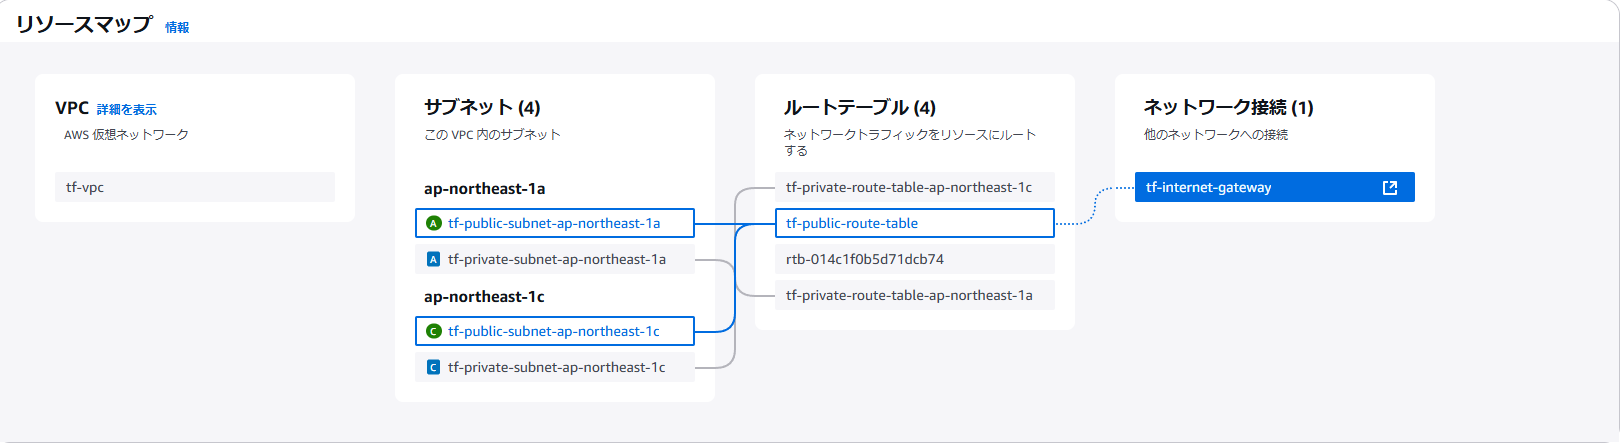 リソースマップ 情報
VPC 詳細を表示
AWS 仮想ネットワーク
tf-vpc
サブネット (4)
この VPC 内のサブネット
ap-northeast-1a
A tf-public-subnet-ap-northeast-1a
A tf-private-subnet-ap-northeast-1a
ap-northeast-1c
C tf-public-subnet-ap-northeast-1c
C tf-private-subnet-ap-northeast-1c
ルートテーブル (4)
ネットワークトラフィックをリソースにルート
する
tf-private-route-table-ap-northeast-1c
tf-public-route-table
rtb-014c1f0b5d71dcb74
tf-private-route-table-ap-northeast-1a
ネットワーク接続 (1)
他のネットワークへの接続
tf-internet-gateway